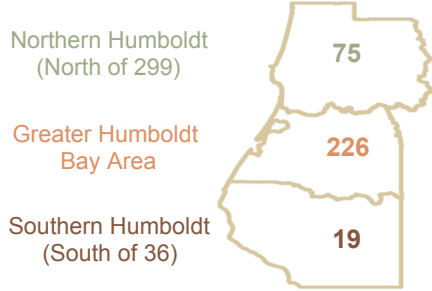 Northern Humboldt
(North of 299)
75
Greater Humboldt
Bay Area
226
Southern Humboldt
(South of 36)
19